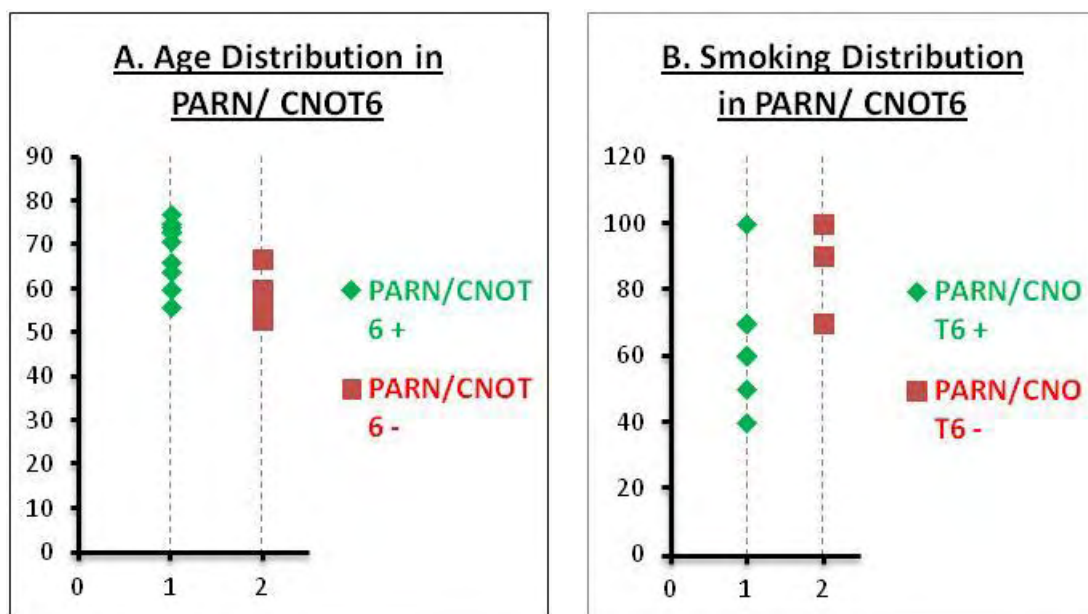 A. Age Distribution in
PARN/ CNOT6
90
80
70
60
50
40
30
20
10
0
0
1
2
PARN/CNOT
6 +
PARN/CNOT
6 -
B. Smoking Distribution
in PARN/ CNOT6
120
100
80
60
40
20
0
0
1
2
PARN/CNO
T6 +
PARN/CNO
T6 -